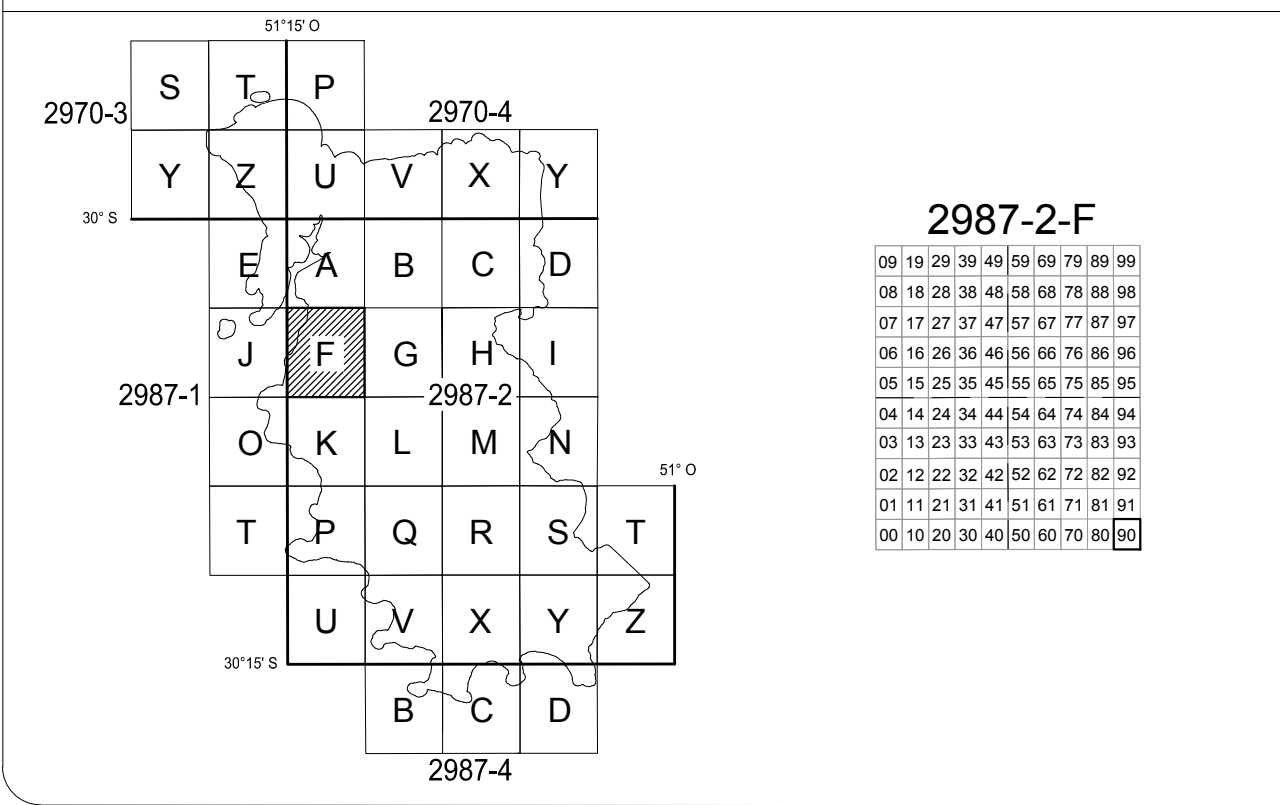 51°15' O
S T P
2970-3
2970-4
Y Z U V X Y
30° S
E A B C D
J F G H I
2987-1
2987-2
O K L M N
51° O
T P Q R S T
U V X Y Z
30°15' S
B C D
2987-4
2987-2-F
09 19 29 39 49 59 69 79 89 99
08 18 28 38 48 58 68 78 88 98
07 17 27 37 47 57 67 77 87 97
06 16 26 36 46 56 66 76 86 96
05 15 25 35 45 55 65 75 85 95
04 14 24 34 44 54 64 74 84 94
03 13 23 33 43 53 63 73 83 93
02 12 22 32 42 52 62 72 82 92
01 11 21 31 41 51 61 71 81 91
00 10 20 30 40 50 60 70 80 90